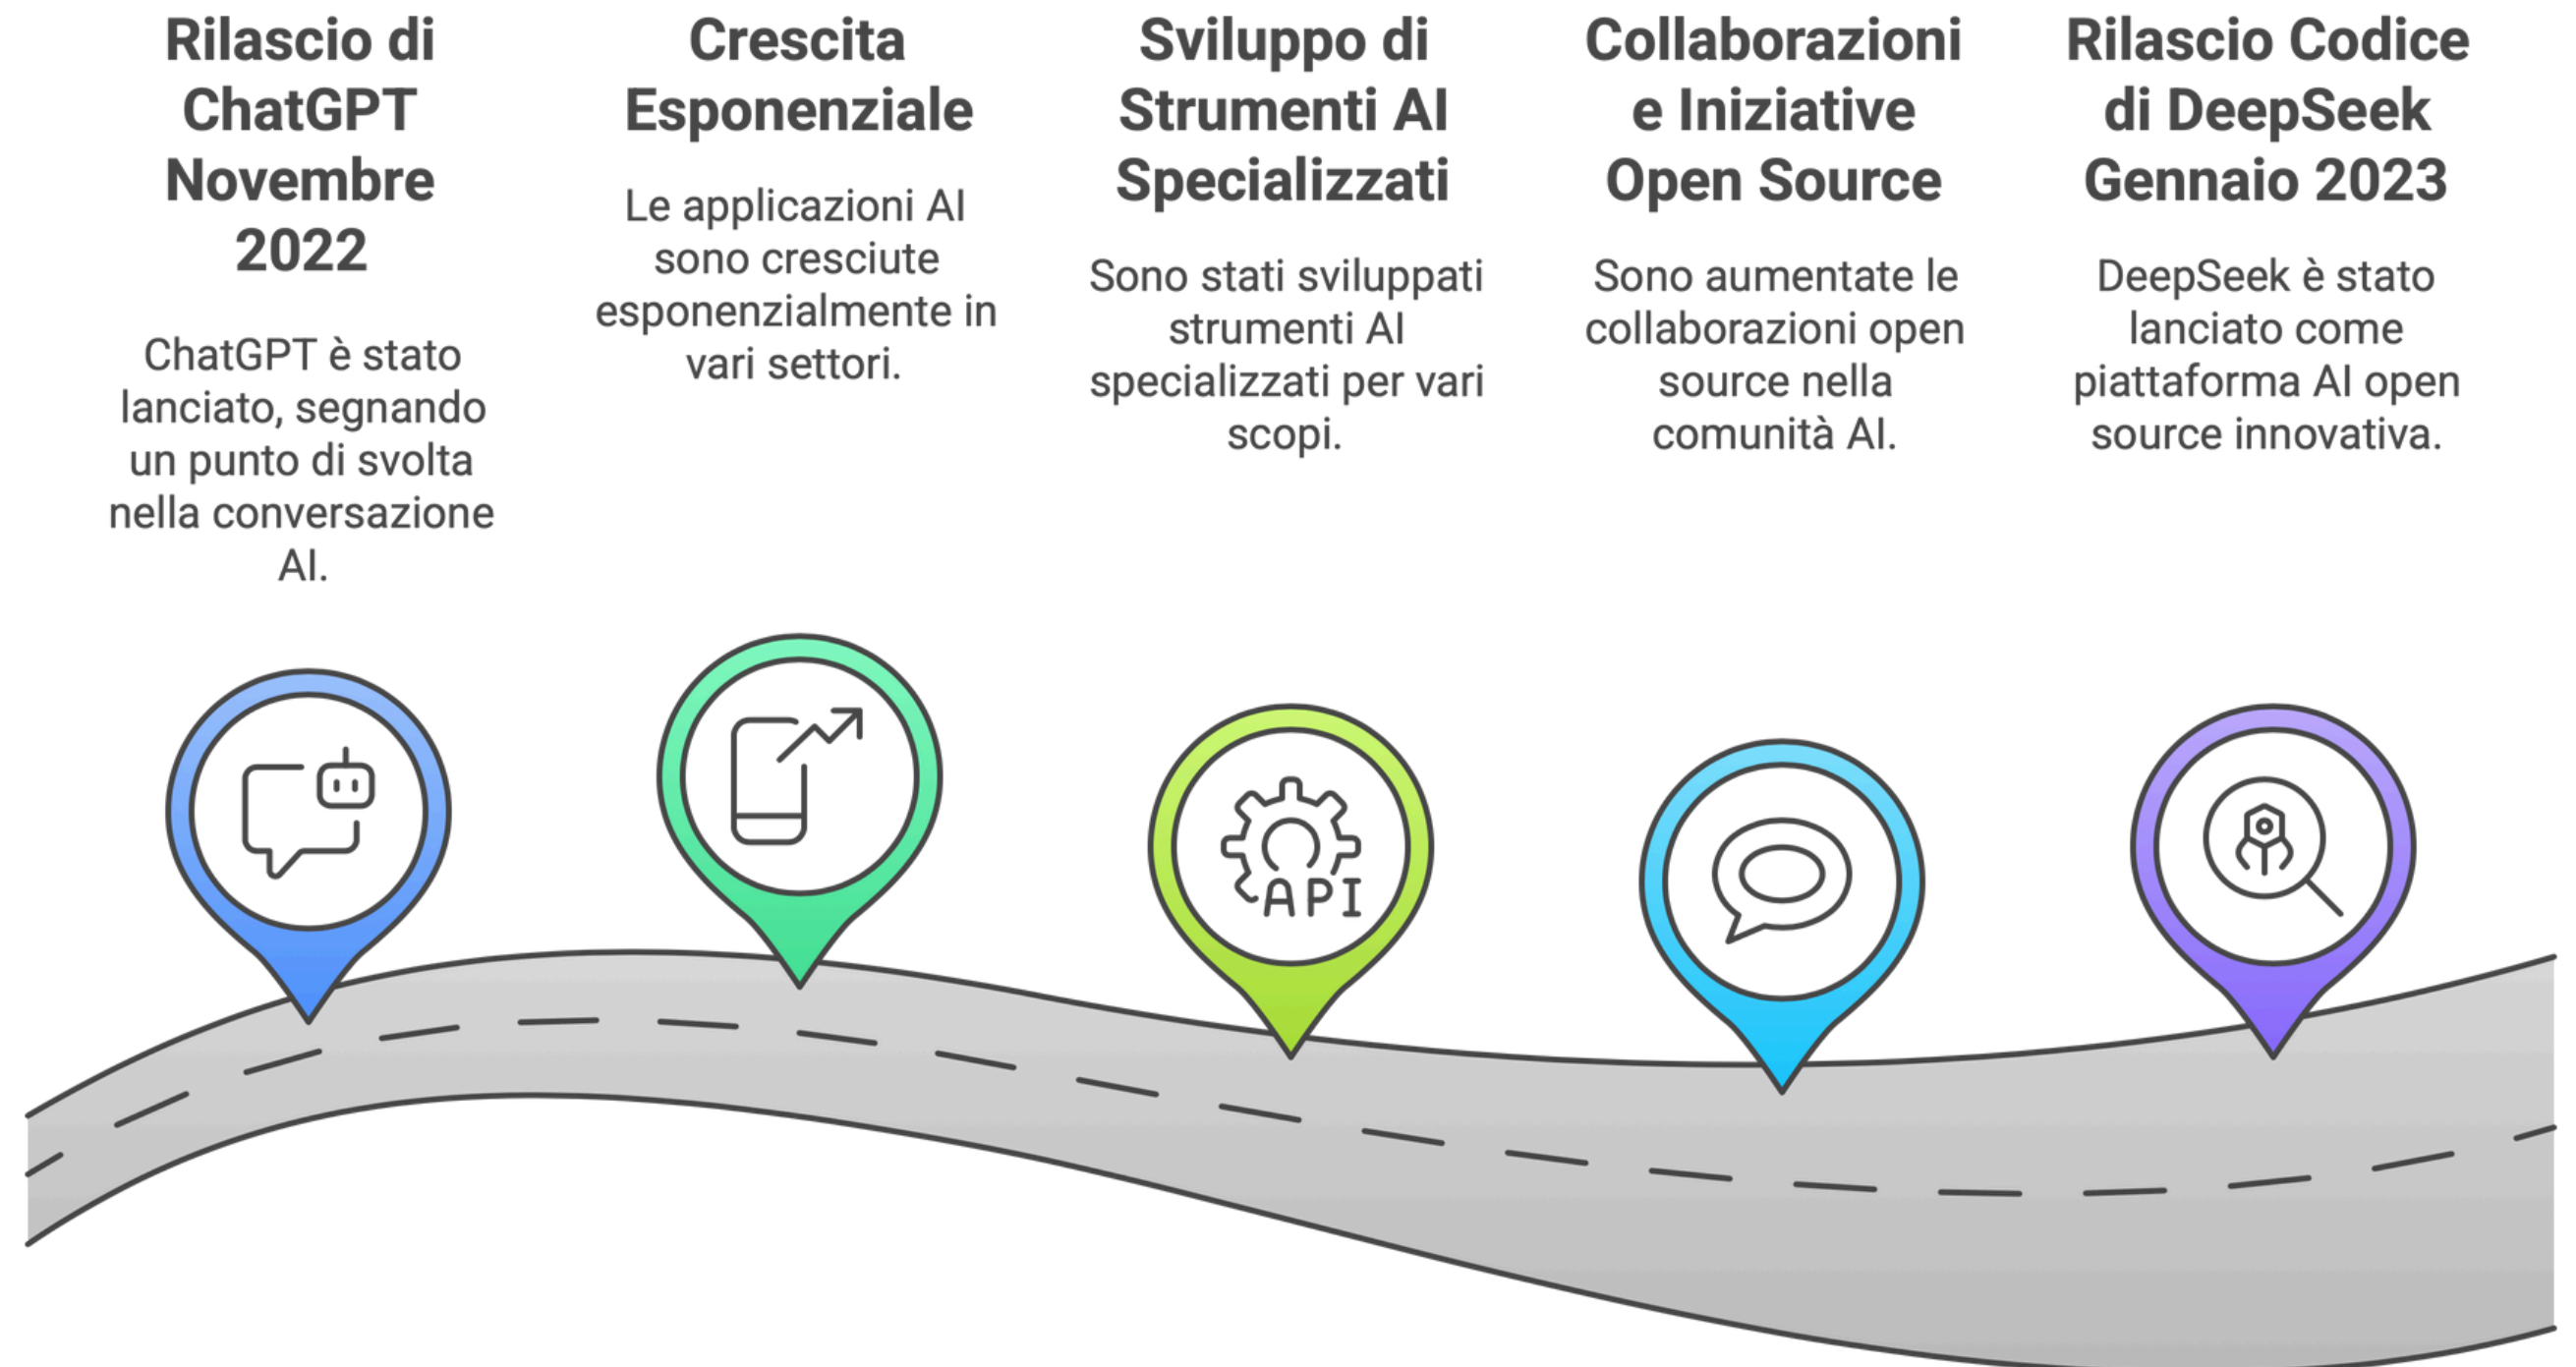 Rilascio di
ChatGPT
Novembre
2022
ChatGPT è stato
lanciato, segnando
un punto di svolta
nella conversazione
AI.
Crescita
Esponenziale
Le applicazioni AI
sono cresciute
esponenzialmente in
vari settori.
Sviluppo di
Strumenti AI
Specializzati
Sono stati sviluppati
strumenti AI
specializzati per vari
scopi.
Collaborazioni
e Iniziative
Open Source
Sono aumentate le
collaborazioni open
source nella
comunità AI.
Rilascio Codice
di DeepSeek
Gennaio 2023
DeepSeek è stato
lanciato come
piattaforma AI open
source innovativa.
API